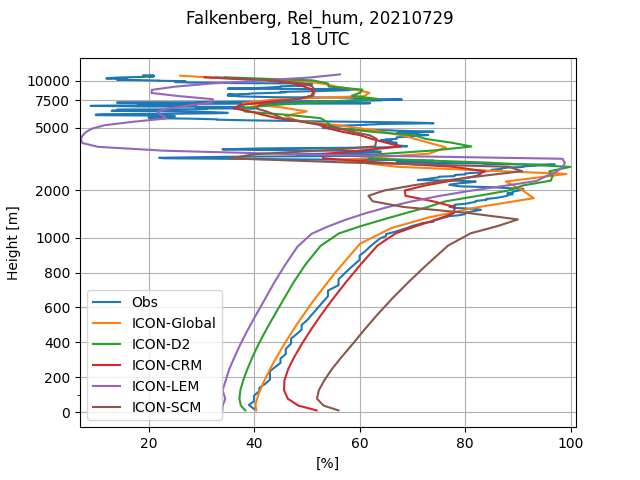 Falkenberg, Rel_hum, 20210729
18 UTC
10000
7500
5000
2000
1000
800
600
400
200
0
Height [m]
Obs
ICON-Global
ICON-D2
ICON-CRM
ICON-LEM
ICON-SCM
20
40
60
80
100
[%]